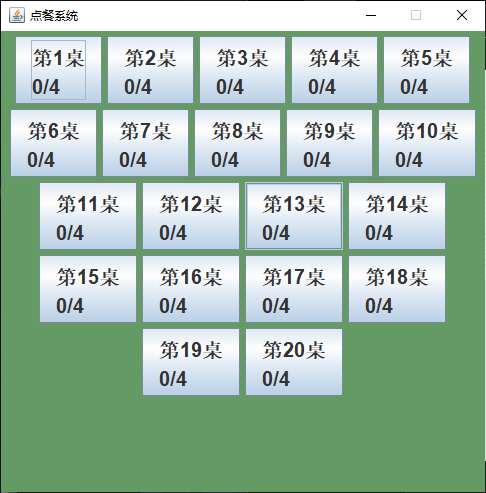 点餐系统
第1桌 第2桌 第3桌 第4桌 第5桌
0/4 0/4 0/4 0/4 0/4
第6桌 第7桌 第8桌 第9桌 第10桌
0/4 0/4 0/4 0/4 0/4
第11桌 第12桌 第13桌 第14桌
0/4 0/4 0/4 0/4
第15桌 第16桌 第17桌 第18桌
0/4 0/4 0/4 0/4
第19桌 第20桌
0/4 0/4